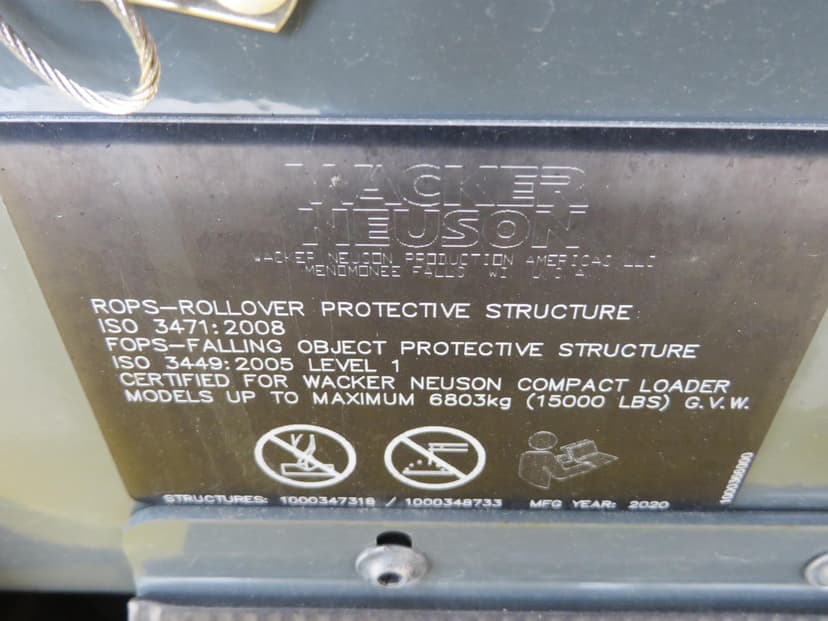 WACKER
NEUSON
WACKER NEUSON PRODUCTION AMERICAS LLC
MENOMONEE FALLS WI U.S.A.
ROPS-ROLLOVER PROTECTIVE STRUCTURE
ISO 3471:2008
FOPS-FALLING OBJECT PROTECTIVE STRUCTURE
ISO 3449:2005 LEVEL 1
CERTIFIED FOR WACKER NEUSON COMPACT LOADER
MODELS UP TO MAXIMUM 6803kg (15000 LBS) G.V.W.
STRUCTURES: 1000347318 / 1000348733 MFG YEAR: 2020